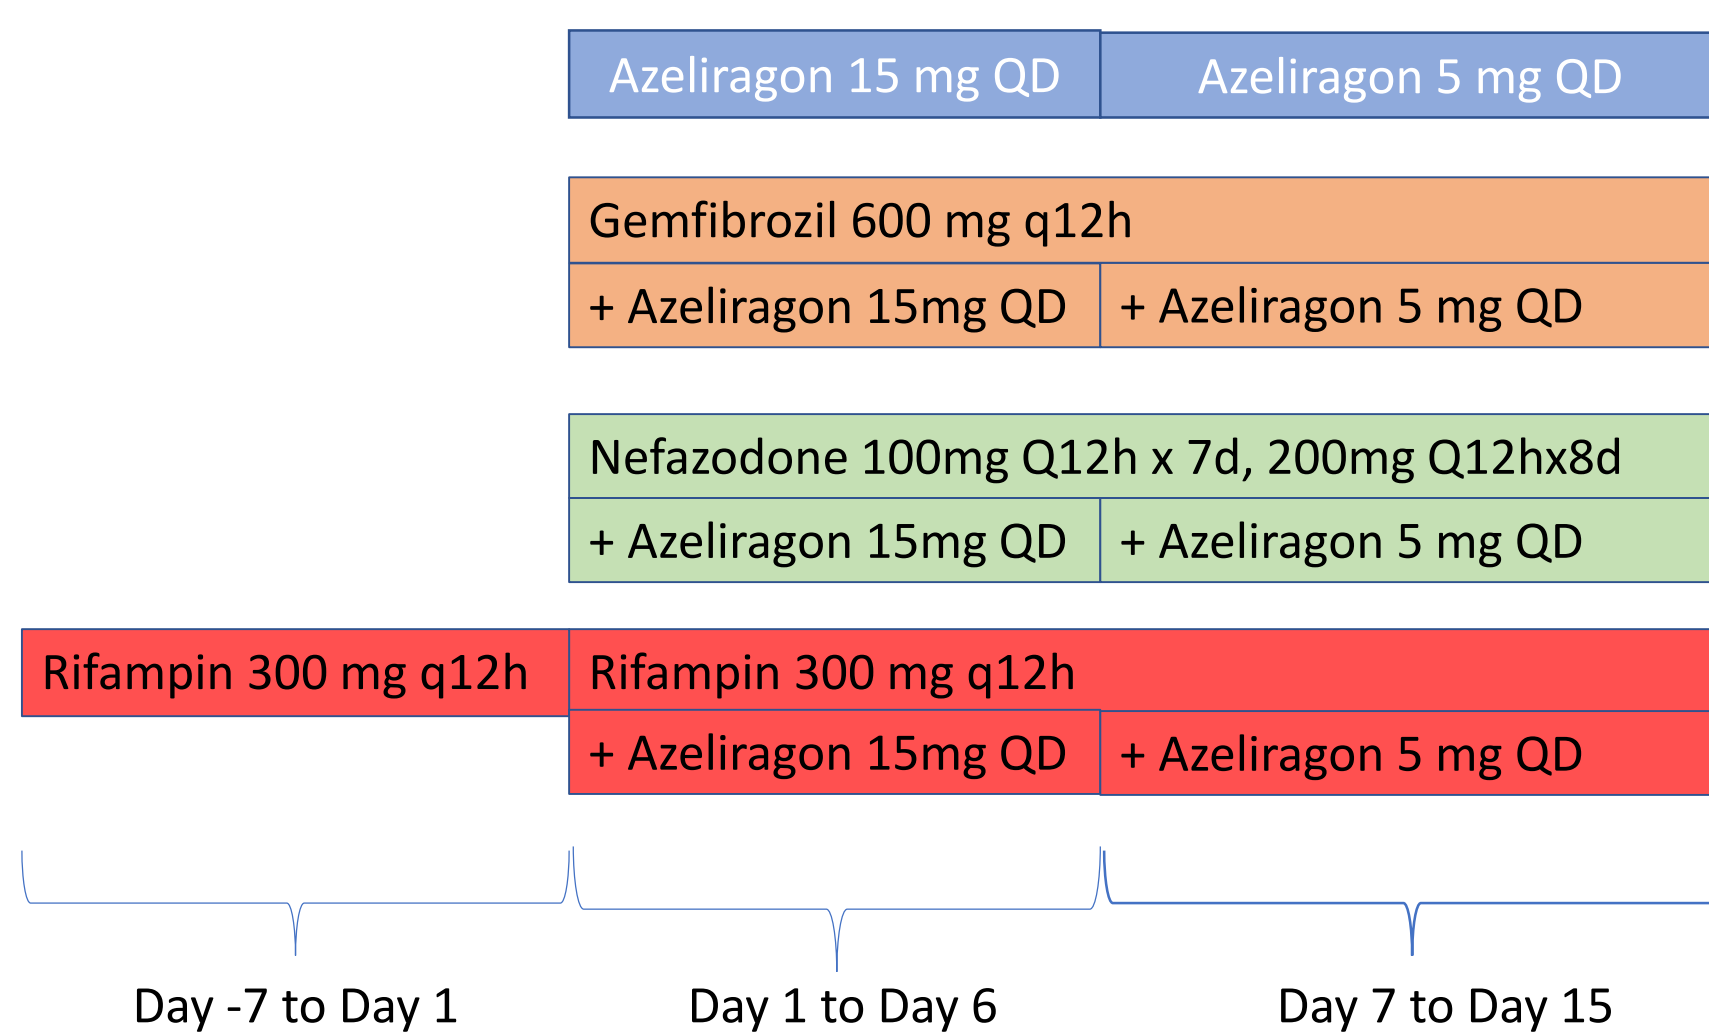 Azeliragon 15 mg QD Azeliragon 5 mg QD
Gemfibrozil 600 mg q12h
+ Azeliragon 15mg QD + Azeliragon 5 mg QD
Nefazodone 100mg Q12h x 7d, 200mg Q12hx8d
+ Azeliragon 15mg QD + Azeliragon 5 mg QD
Rifampin 300 mg q12h Rifampin 300 mg q12h
+ Azeliragon 15mg QD + Azeliragon 5 mg QD
Day -7 to Day 1 Day 1 to Day 6 Day 7 to Day 15